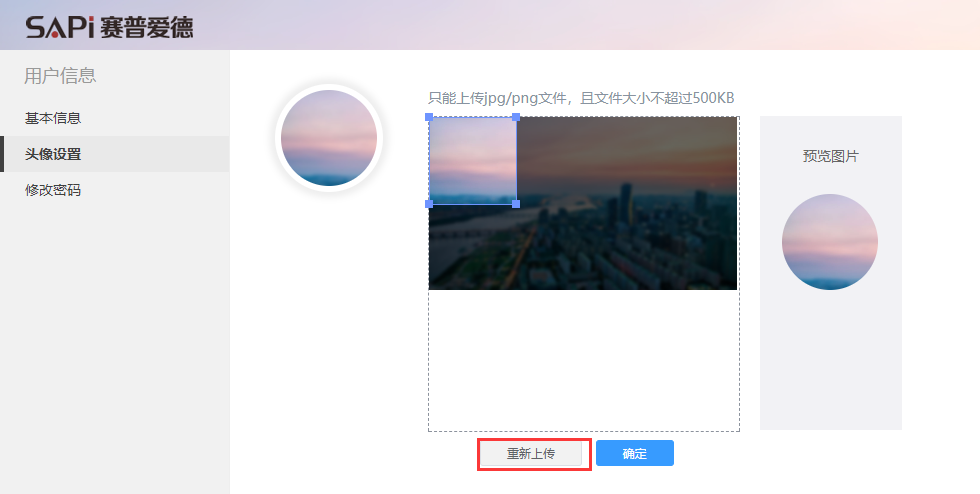 SAPi 赛普爱德
用户信息
基本信息
头像设置
修改密码
只能上传jpg/png文件，且文件大小不超过500KB
预览图片
重新上传
确定